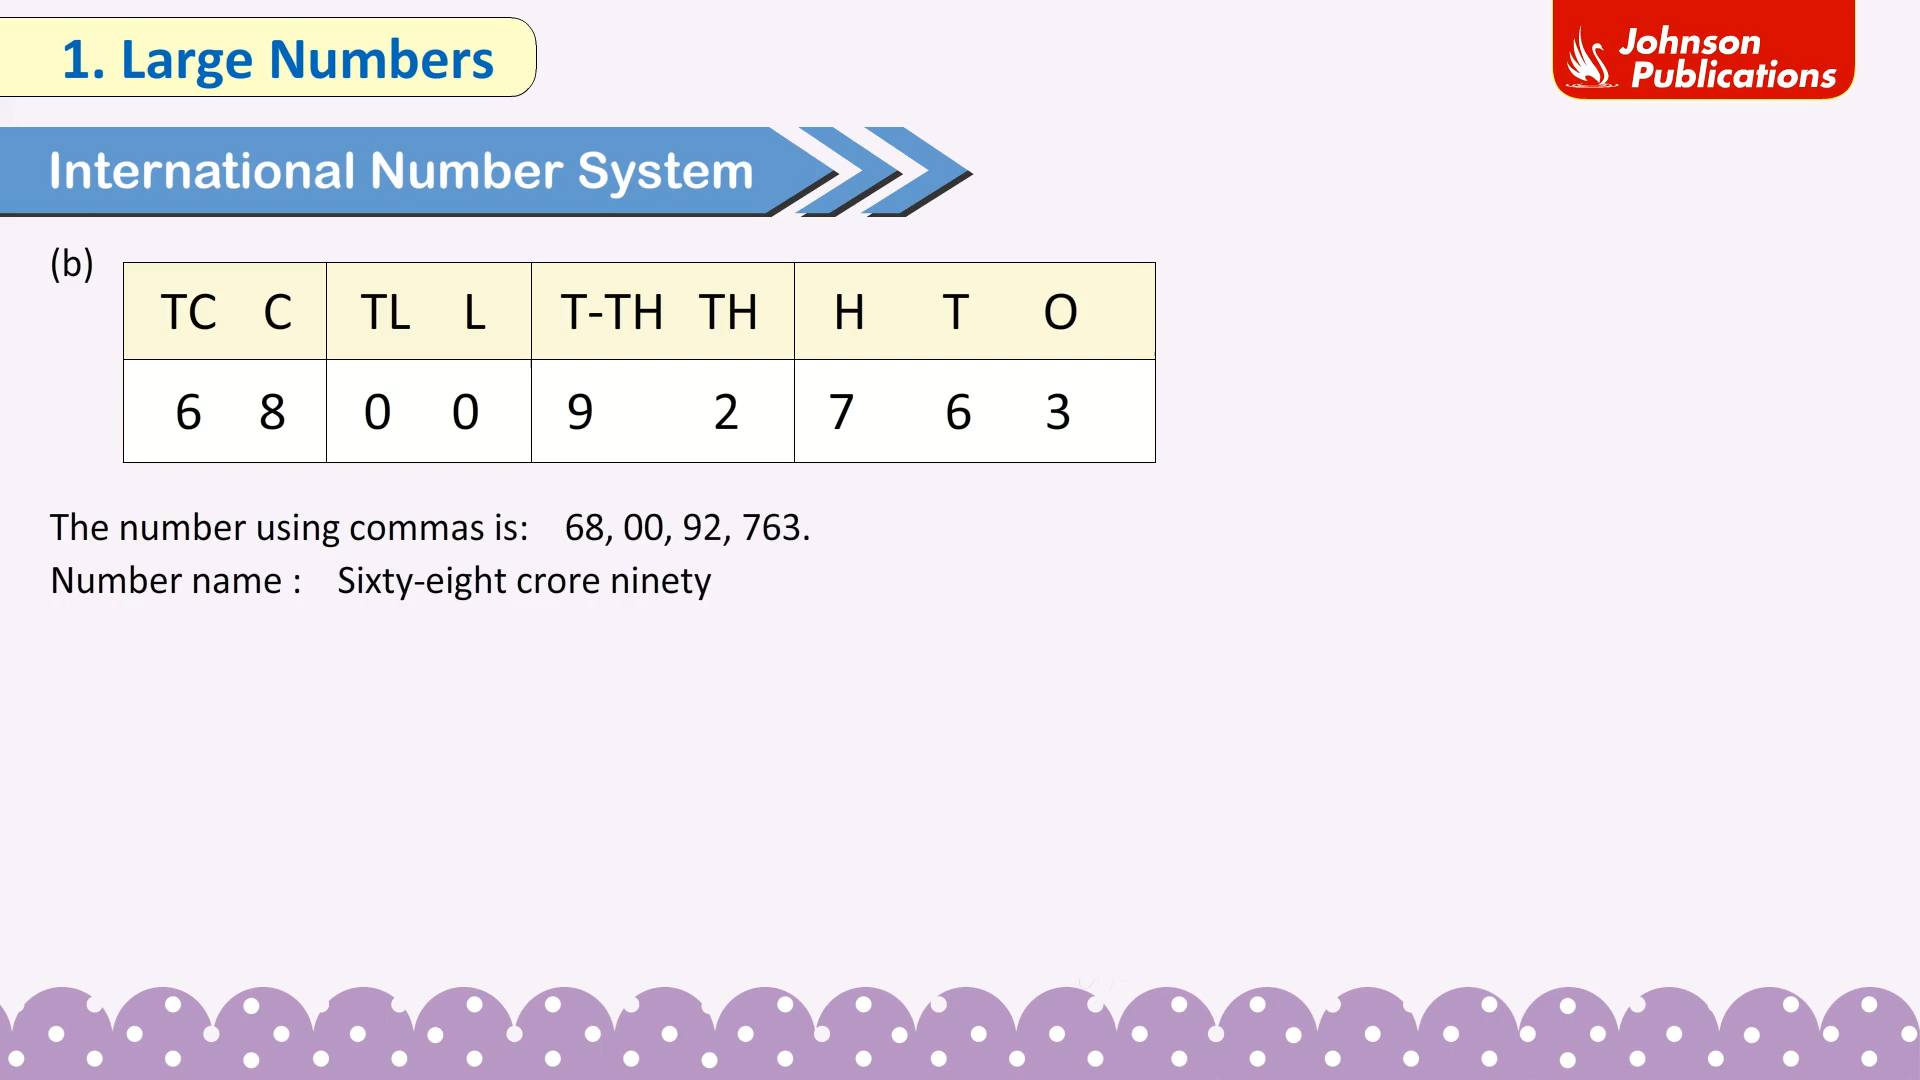 1. Large Numbers
Johnson
Publications
International Number System
(b)
TC C TL L T-TH TH H T O
6 8 0 0 9 2 7 6 3
The number using commas is: 68, 00, 92, 763.
Number name : Sixty-eight crore ninety